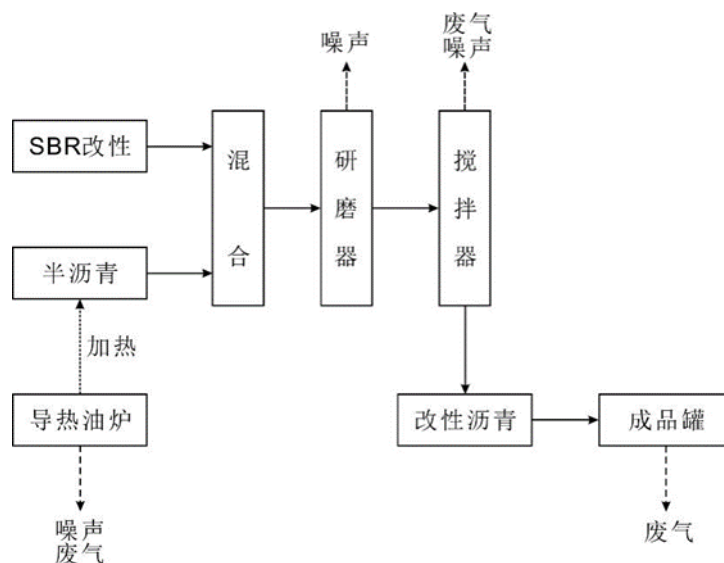 噪声
废气
噪声
SBR改性
混合
研磨器
搅拌器
半沥青
加热
导热油炉
改性沥青
成品罐
噪声
废气
废气